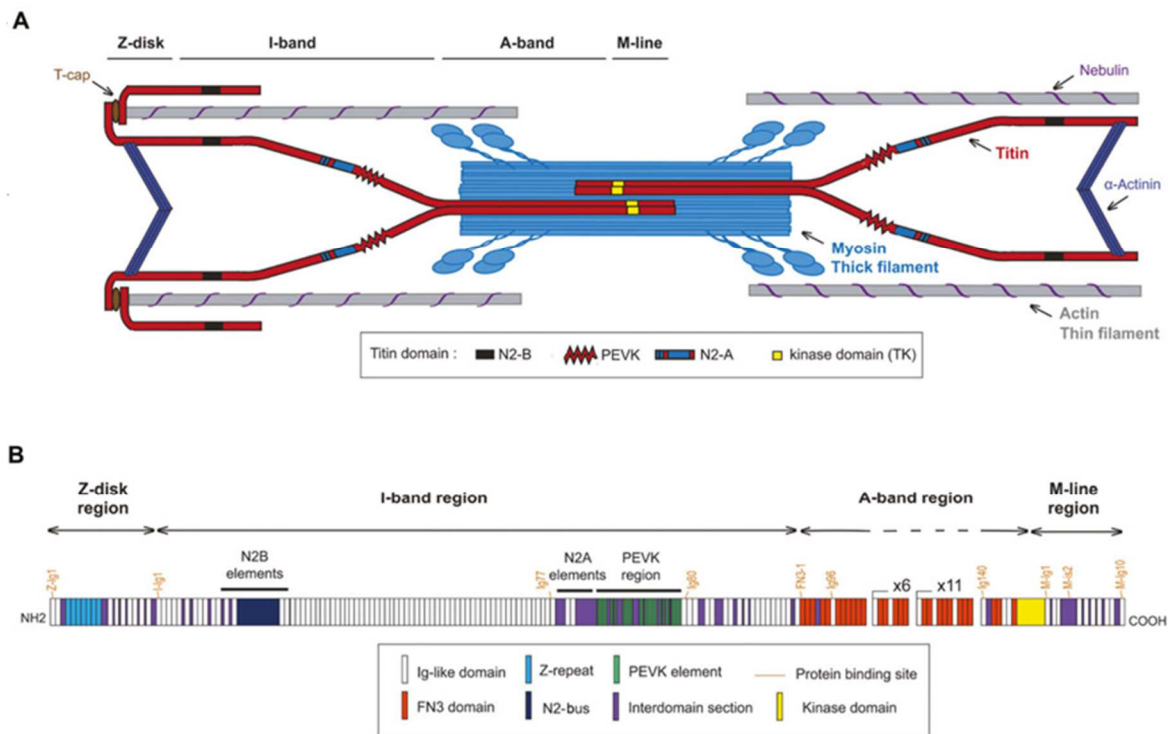 A
Z-disk I-band A-band M-line
T-cap
Nebulin
Titin
α-Actinin
Myosin
Thick filament
Actin
Thin filament
Titin domain : N2-B PEVK N2-A kinase domain (TK)
B
Z-disk
region
I-band region
A-band region
M-line
region
N2B
elements
N2A
elements
PEVK
region
Z-Ig1 I-Ig1 Ig77 Ig80 FN3-1 Ig96 Ig140 M-Ig1 M-is2 M-Ig10
x6 x11
NH2 COOH
Ig-like domain Z-repeat PEVK element Protein binding site
FN3 domain N2-bus Interdomain section Kinase domain